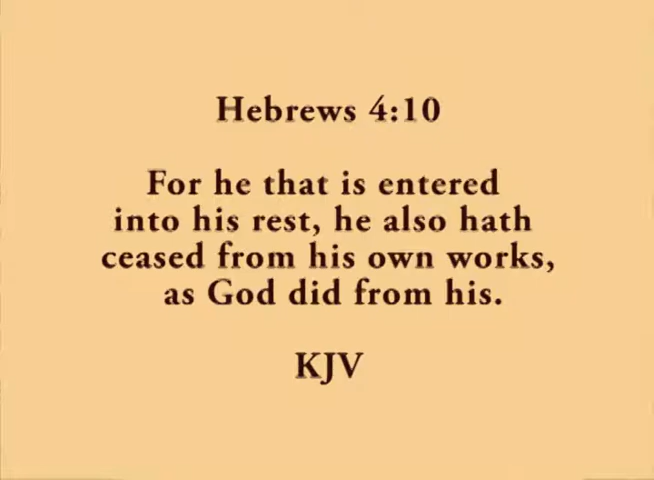 Hebrews 4:10
For he that is entered
into his rest, he also hath
ceased from his own works,
as God did from his.
KJV